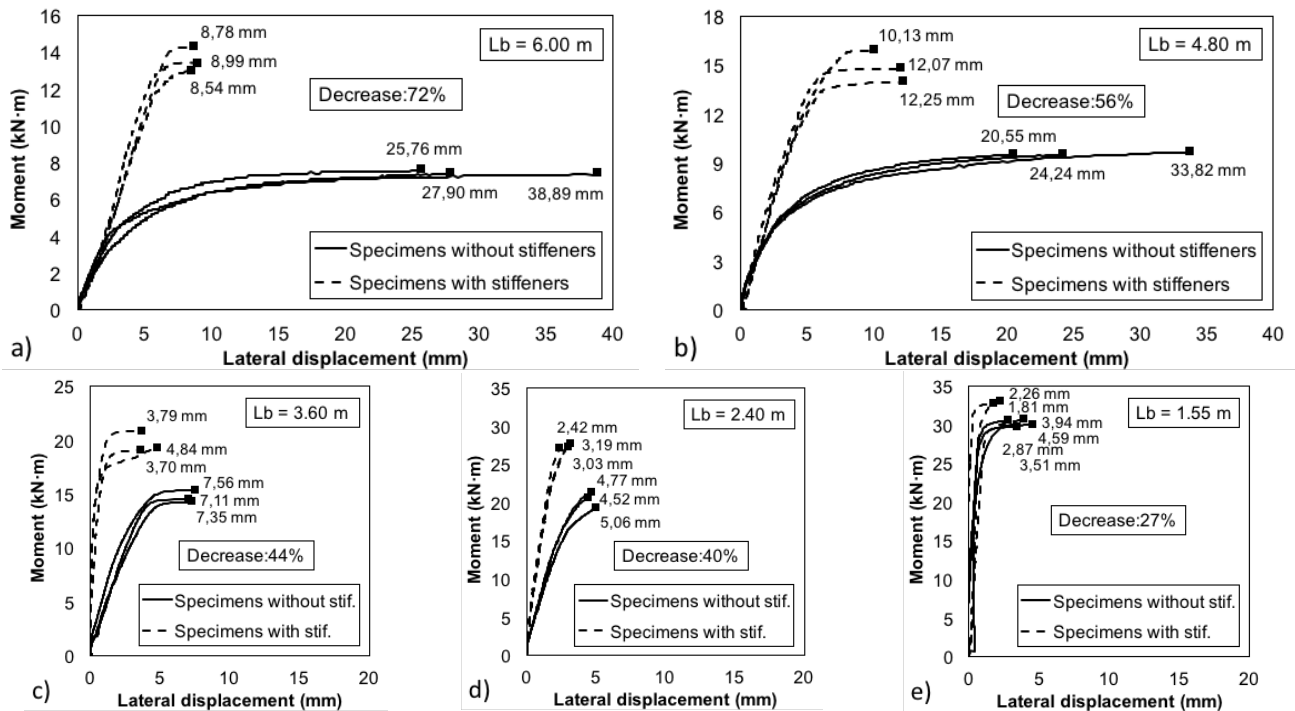 16
14
12
10
8
6
4
2
0
Moment (kN·m)
8,78 mm
8,99 mm
8,54 mm
Lb = 6.00 m
Decrease:72%
25,76 mm
27,90 mm
38,89 mm
Specimens without stiffeners
Specimens with stiffeners
0 5 10 15 20 25 30 35 40
Lateral displacement (mm)
a)
18
15
12
9
6
3
0
Moment (kN·m)
10,13 mm
12,07 mm
12,25 mm
Lb = 4.80 m
Decrease:56%
20,55 mm
24,24 mm
33,82 mm
Specimens without stiffeners
Specimens with stiffeners
0 5 10 15 20 25 30 35 40
Lateral displacement (mm)
b)
25
20
15
10
5
0
Moment (kN·m)
Lb = 3.60 m
3,79 mm
4,84 mm
3,70 mm
7,56 mm
7,11 mm
7,35 mm
Decrease:44%
Specimens without stif.
Specimens with stif.
0 5 10 15 20
Lateral displacement (mm)
c)
35
30
25
20
15
10
5
0
Moment (kN·m)
Lb = 2.40 m
2,42 mm
3,19 mm
3,03 mm
4,77 mm
4,52 mm
5,06 mm
Decrease:40%
Specimens without stif.
Specimens with stif.
0 5 10 15 20
Lateral displacement (mm)
d)
35
30
25
20
15
10
5
0
Moment (kN·m)
Lb = 1.55 m
2,26 mm
1,81 mm
3,94 mm
4,59 mm
2,87 mm
3,51 mm
Decrease:27%
Specimens without stif.
Specimens with stif.
0 5 10 15 20
Lateral displacement (mm)
e)